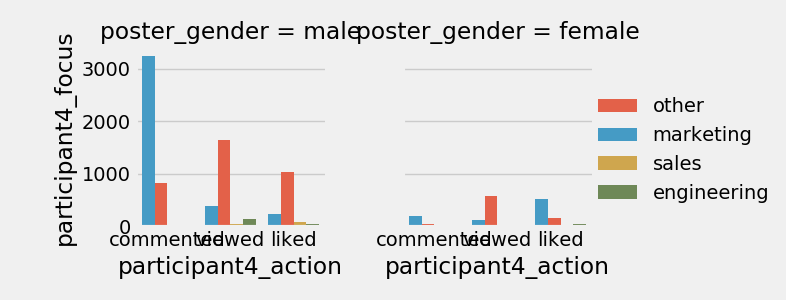 poster_gender = male
poster_gender = female
participant4_focus
3000
2000
1000
0
commented
viewed
liked
commented
viewed
liked
participant4_action
participant4_action
other
marketing
sales
engineering